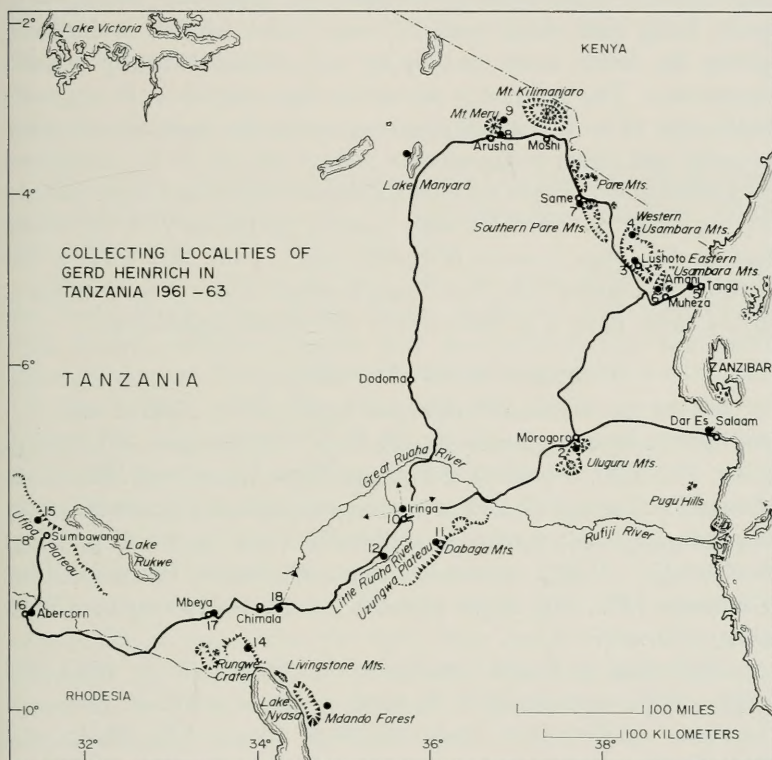 2°
Lake Victoria
KENYA
Mt. Kilimanjaro
Mt. Meru
9
8
Arusha
Moshi
Lake Manyara
4°
Pare Mts.
Same
7
Southern Pare Mts.
Western
Usambara Mts.
4
COLLECTING LOCALITIES OF
GERD HEINRICH IN
TANZANIA 1961-63
Lushoto
3
Eastern
Usambara Mts.
Amani
6
5
Tanga
Muheza
6°
TANZANIA
Dodoma
ZANZIBAR
Dar Es Salaam
1
Morogoro
2
Uluguru Mts.
Great Ruaha River
Pugu Hills
15
Ufipa
Plateau
Sumbawanga
Iringa
10
8°
Lake
Rukwe
12
11
Dabaga Mts.
Rufiji River
Little Ruaha River
Uzungwa Plateau
16
Abercorn
Mbeya
17
18
Chimala
14
Rungwe
Crater
Livingstone Mts.
RHODESIA
Lake
Nyasa
Mdando Forest
10°
100 MILES
100 KILOMETERS
32°
34°
36°
38°